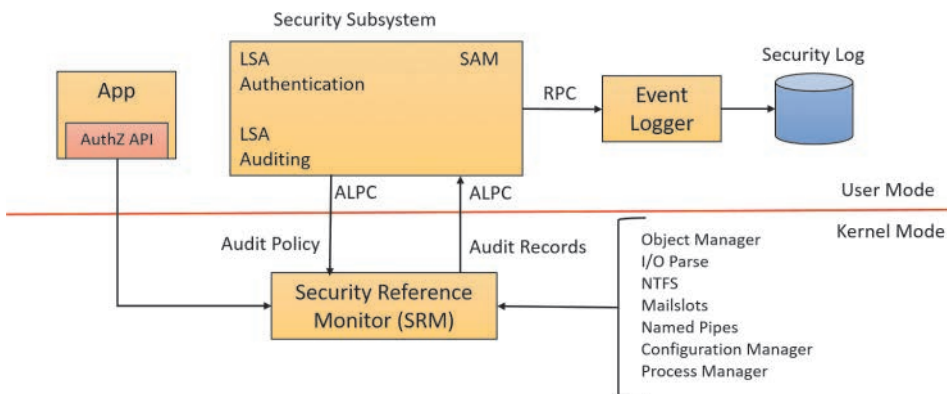 Security Subsystem
LSA
Authentication
SAM
LSA
Auditing
App
AuthZ API
RPC
Event
Logger
Security Log
ALPC
ALPC
User Mode
Kernel Mode
Audit Policy
Audit Records
Security Reference
Monitor (SRM)
Object Manager
I/O Parse
NTFS
Mailslots
Named Pipes
Configuration Manager
Process Manager